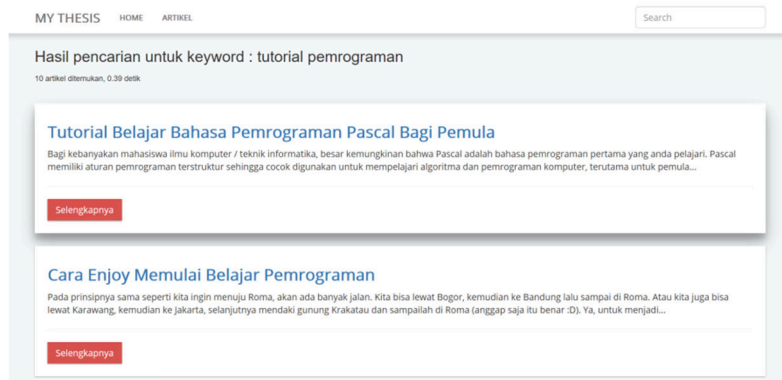 MY THESIS HOME ARTIKEL Search
Hasil pencarian untuk keyword : tutorial pemrograman
10 artikel ditemukan, 0.39 detik
Tutorial Belajar Bahasa Pemrograman Pascal Bagi Pemula
Bagi kebanyakan mahasiswa ilmu komputer / teknik informatika, besar kemungkinan bahwa Pascal adalah bahasa pemrograman pertama yang anda pelajari. Pascal
memiliki aturan pemrograman terstruktur sehingga cocok digunakan untuk mempelajari algoritma dan pemrograman komputer, terutama untuk pemula...
Selengkapnya
Cara Enjoy Memulai Belajar Pemrograman
Pada prinsipnya sama seperti kita ingin menuju Roma, akan ada banyak jalan. Kita bisa lewat Bogor, kemudian ke Bandung lalu sampai di Roma. Atau kita juga bisa
lewat Karawang, kemudian ke Jakarta, selanjutnya mendaki gunung Krakatau dan sampailah di Roma (anggap saja itu benar :D). Ya, untuk menjadi...
Selengkapnya